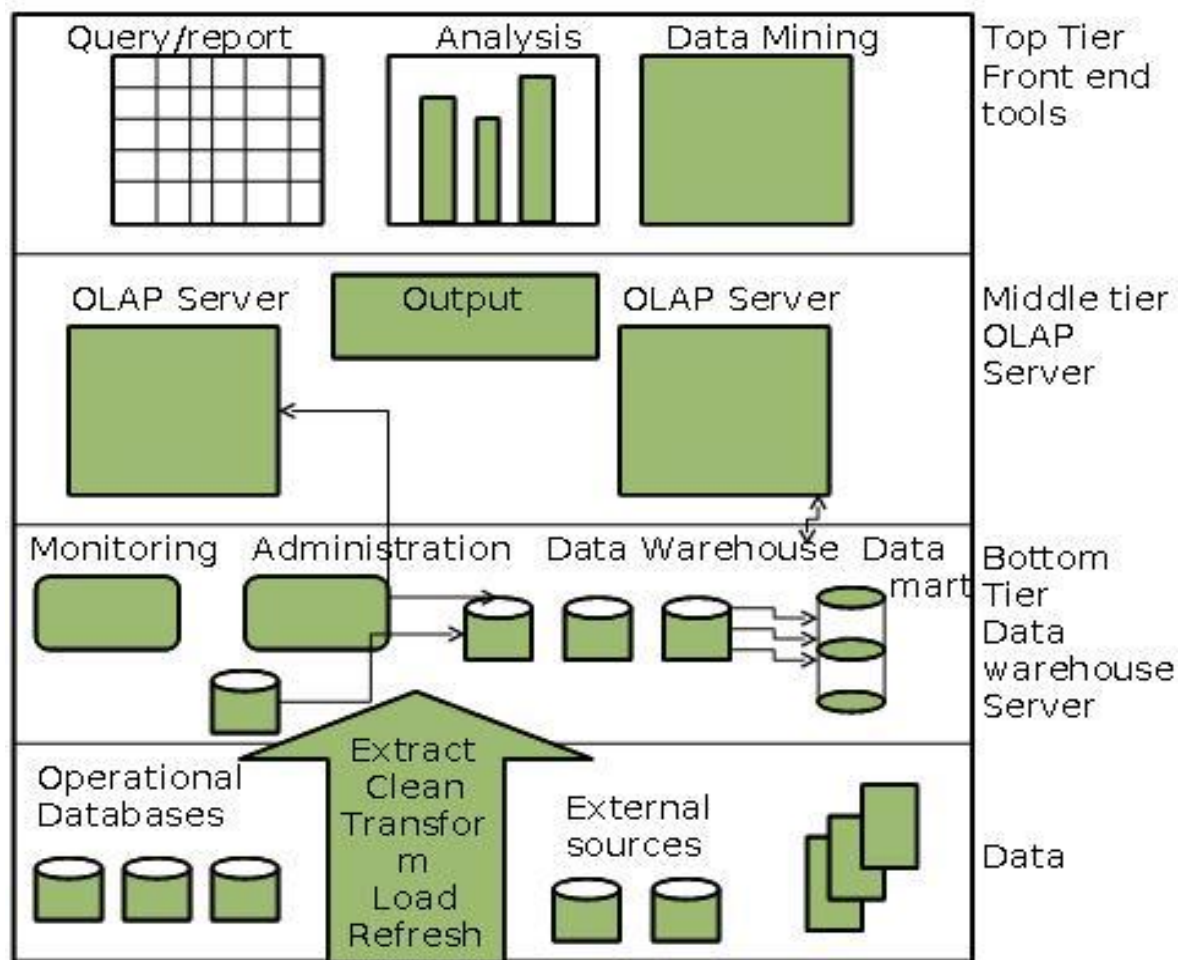 Query/report
Analysis
Data Mining
Top Tier
Front end
tools
OLAP Server
Output
OLAP Server
Middle tier
OLAP
Server
Monitoring
Administration
Data Warehouse
Data
mart
Bottom
Tier
Data
warehouse
Server
Operational
Databases
Extract
Clean
Transfor
m
Load
Refresh
External
sources
Data